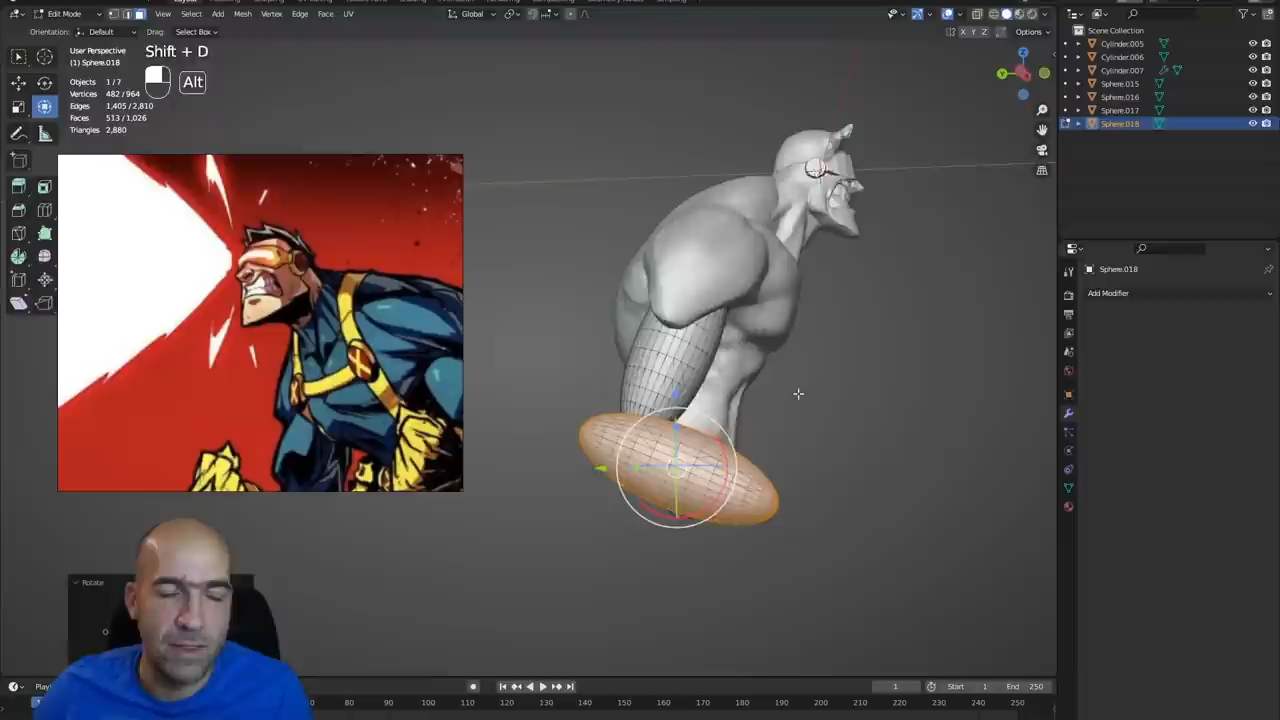 Edit Mode View Select Add Mesh Vertex Edge Face UV Global
Orientation: Default Drag: Select Box X Y Z Options
User Perspective
(1) Sphere.018
Shift + D
Alt
Objects 1/7
Vertices 482/964
Edges 1,405/2,810
Faces 513/1,026
Triangles 2,880
Z
Y
Scene Collection
Cylinder.005
Cylinder.006
Cylinder.007
Sphere.015
Sphere.016
Sphere.017
Sphere.018
Sphere.018
Add Modifier
Rotate
1 Start 1 End 250
80 90 100 110 120 130 140 150 160 170 180 190 200 210 220 230 240 250